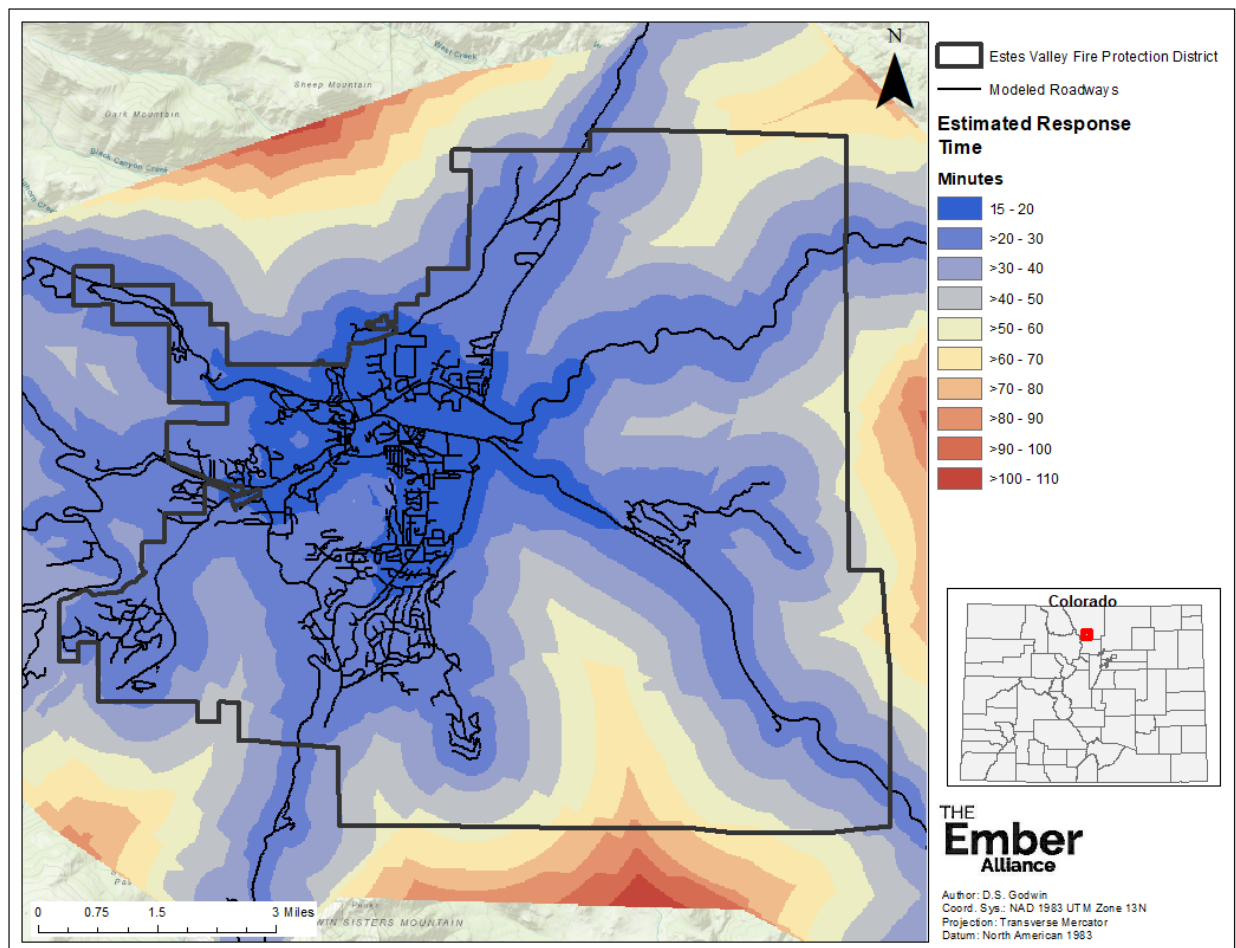 West Creek
W
N
Sheep Mountain
Dark Mountain
Black Canyon Creek
Estes Valley Fire Protection District
Modeled Roadways
Estimated Response
Time
Minutes
15 - 20
>20 - 30
>30 - 40
>40 - 50
>50 - 60
>60 - 70
>70 - 80
>80 - 90
>90 - 100
>100 - 110
Colorado
THE
Ember
Alliance
Author: D.S. Godwin
Coord. Sys.: NAD 1983 UTM Zone 13N
Projection: Transverse Mercator
Datum: North American 1983
0 0.75 1.5 3 Miles
WIN SISTERS MOUNTAIN